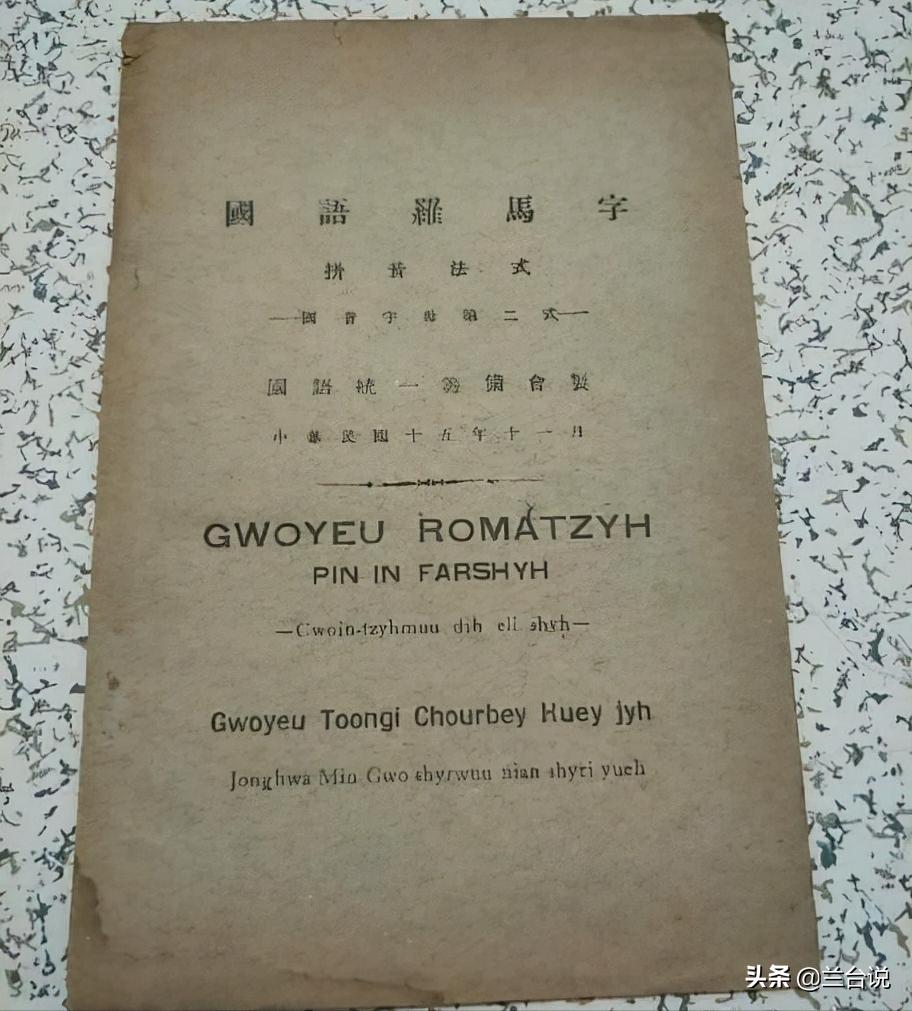 國語羅馬字
拼音法式
—國音字母第二式—
國語統一籌備會製
中華民國十五年十一月
GWOYEU ROMATZYH
PIN IN FARSHYH
—Gwoin-tzyhmuu dih ell shyh—
Gwoyeu Toongi Chourbey Huey jyh
Jonghwa Min Gwo shyrwuu nian shyri yueh
头条 @兰台说